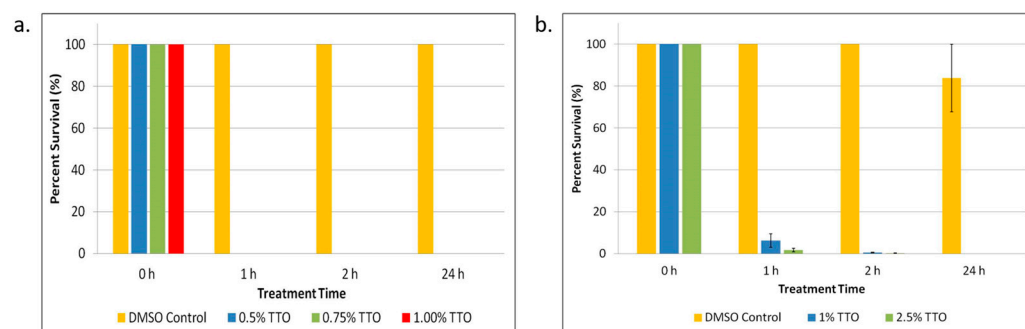 a.
Percent Survival (%)
100
80
60
40
20
0
0 h 1 h 2 h 24 h
Treatment Time
DMSO Control 0.5% TTO 0.75% TTO 1.00% TTO
b.
Percent Survival (%)
100
80
60
40
20
0
0 h 1 h 2 h 24 h
Treatment Time
DMSO Control 1% TTO 2.5% TTO